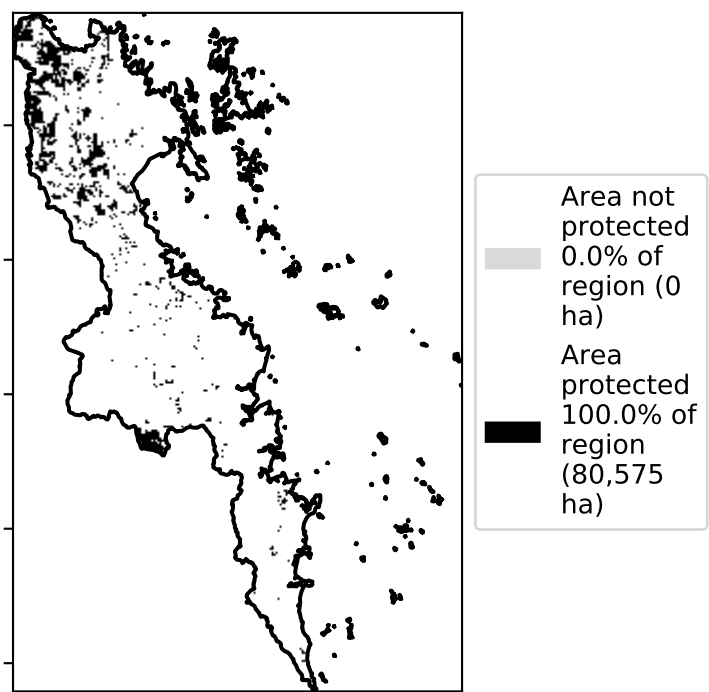 Area not
protected
0.0% of
region (0
ha)
Area
protected
100.0% of
region
(80,575
ha)